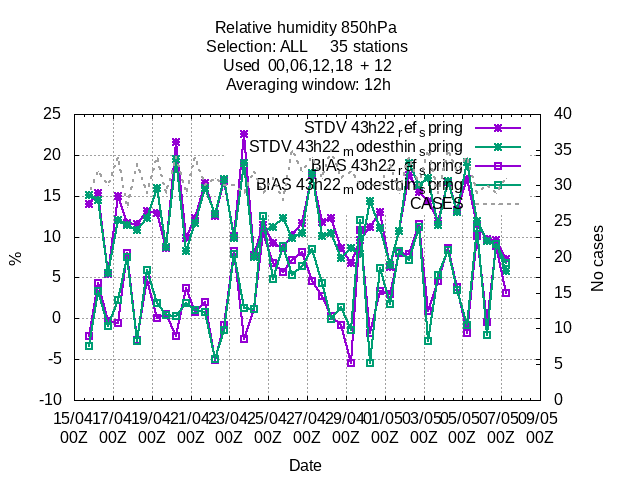 Relative humidity 850hPa
Selection: ALL     35 stations
Used  00,06,12,18  + 12
Averaging window: 12h
25
20
15
10
5
0
-5
-10
%
40
35
30
25
20
15
10
5
0
No cases
STDV 43h22_ref_spring
STDV 43h22_modesthin_spring
BIAS 43h22_ref_spring
BIAS 43h22_modesthin_spring
CASES
15/04 17/04 19/04 21/04 23/04 25/04 27/04 29/04 01/05 03/05 05/05 07/05 09/05
00Z 00Z 00Z 00Z 00Z 00Z 00Z 00Z 00Z 00Z 00Z 00Z 00Z
Date